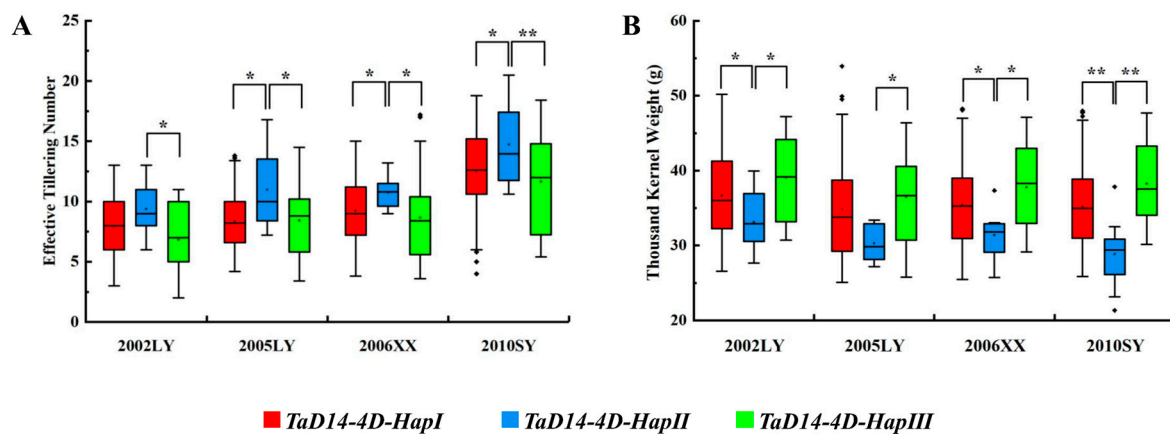 A
Effective Tillering Number
25
20
15
10
5
0
*
*
*
*
*
*
**
2002LY
2005LY
2006XX
2010SY
B
Thousand Kernel Weight (g)
60
50
40
30
20
*
*
*
*
*
**
**
2002LY
2005LY
2006XX
2010SY
TaD14-4D-HapI
TaD14-4D-HapII
TaD14-4D-HapIII